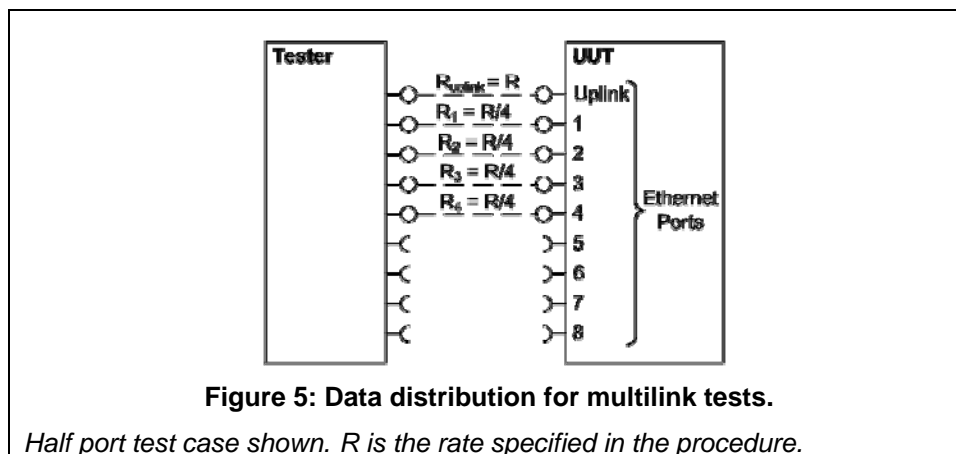 Tester
UUT
R_uplink = R
Uplink
R₁ = R/4
1
R₂ = R/4
2
R₃ = R/4
3
R₄ = R/4
4
Ethernet
Ports
5
6
7
8
Figure 5: Data distribution for multilink tests.
Half port test case shown. R is the rate specified in the procedure.